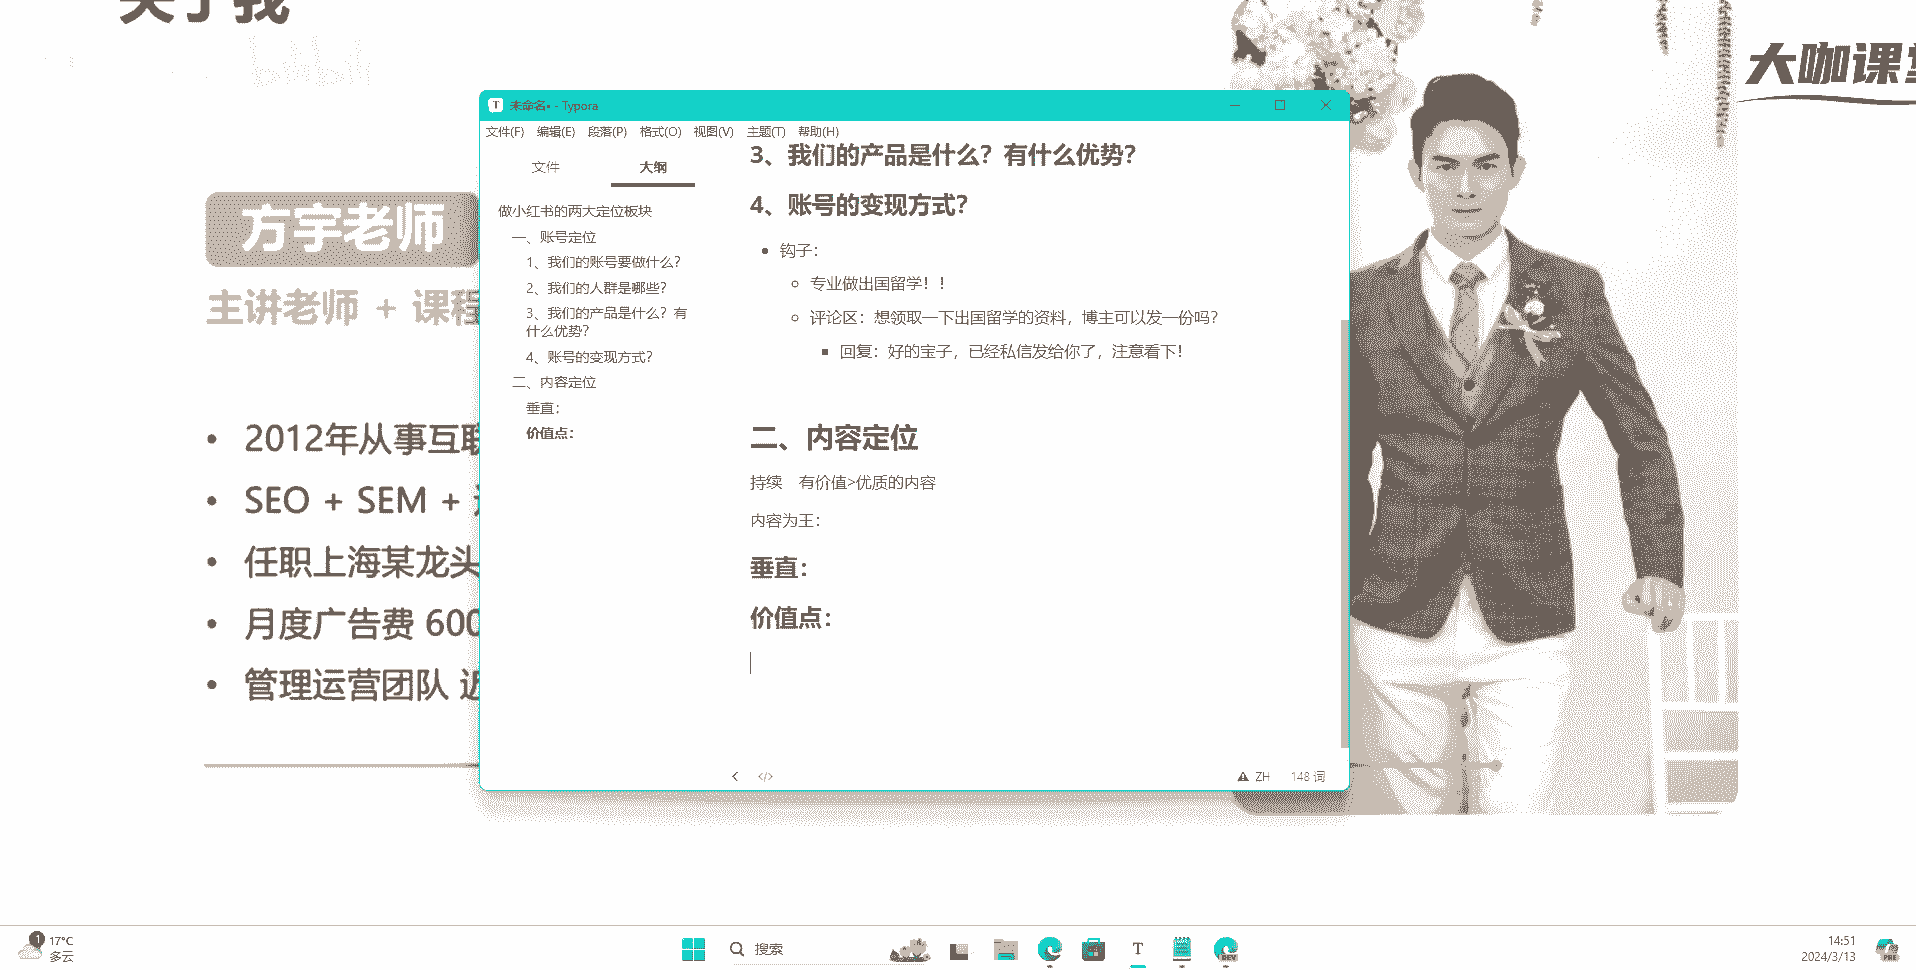 关于我
bilibili
大咖课堂
方宇老师
主讲老师 + 课程
2012年从事互联
SEO + SEM +
任职上海某龙头
月度广告费 600
管理运营团队 近
未命名• - Typora
文件(F) 编辑(E) 段落(P) 格式(O) 视图(V) 主题(T) 帮助(H)
文件 大纲
做小红书的两大定位板块
一、账号定位
1、我们的账号要做什么？
2、我们的人群是哪些？
3、我们的产品是什么？有
什么优势？
4、账号的变现方式？
二、内容定位
垂直：
价值点：
3、我们的产品是什么？有什么优势？
4、账号的变现方式？
钩子：
专业做出国留学！！
评论区：想领取一下出国留学的资料，博主可以发一份吗？
回复：好的宝子，已经私信发给你了，注意看下！
二、内容定位
持续 有价值>优质的内容
内容为王：
垂直：
价值点：
ZH 148 词
1
17°C
多云
搜索
T
DEV
14:51
2024/3/13
PRE